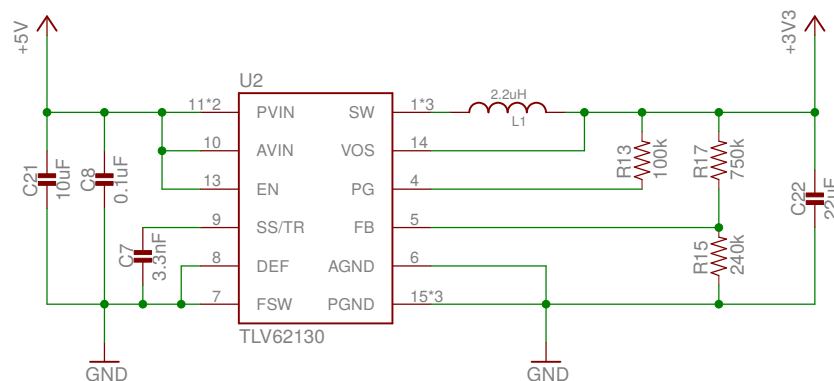 +5V
+3V3
U2
2.2uH
L1
11*2 PVIN SW 1*3
10 AVIN VOS 14
13 EN PG 4
9 SS/TR FB 5
8 DEF AGND 6
7 FSW PGND 15*3
TLV62130
C21
10uF
C8
0.1uF
C7
3.3nF
R13
100k
R17
750k
R15
240k
C22
22uF
GND
GND